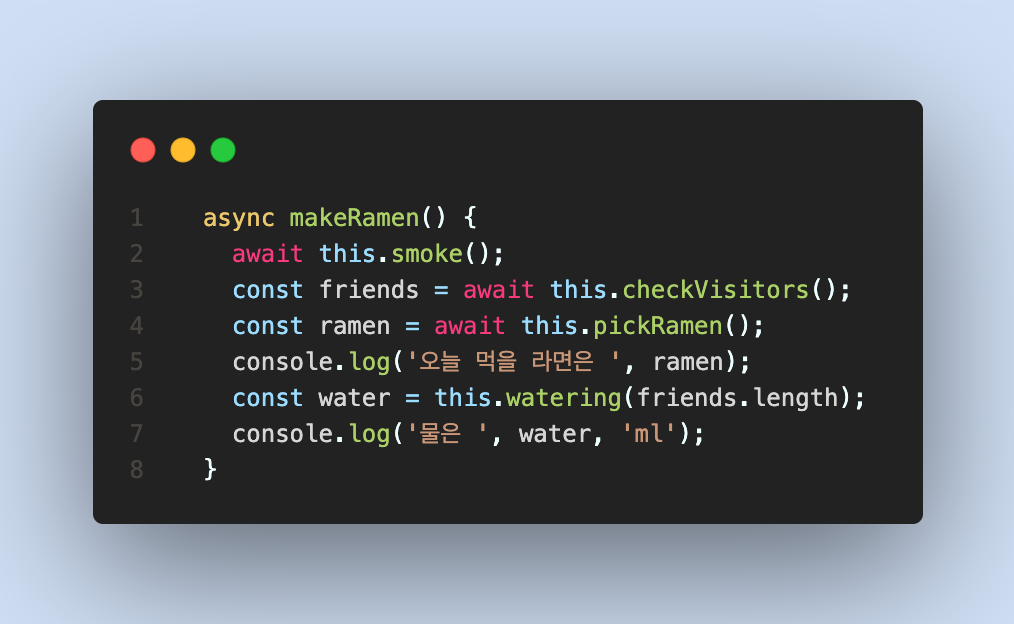 1 async makeRamen() {
2 await this.smoke();
3 const friends = await this.checkVisitors();
4 const ramen = await this.pickRamen();
5 console.log('오늘 먹을 라면은 ', ramen);
6 const water = this.watering(friends.length);
7 console.log('물은 ', water, 'ml');
8 }